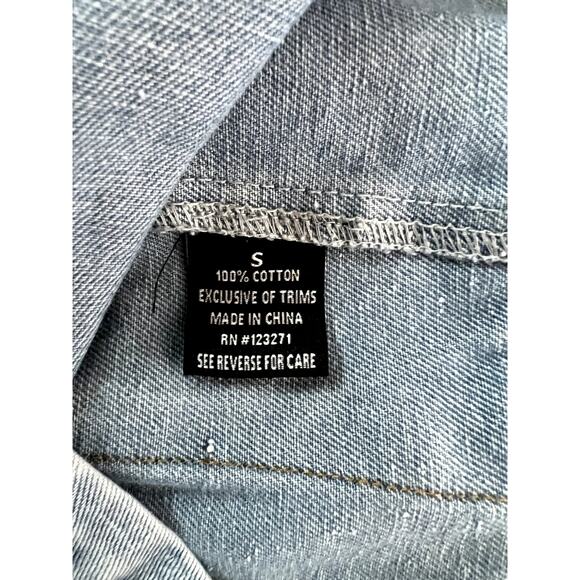 S
100% COTTON
EXCLUSIVE OF TRIMS
MADE IN CHINA
RN #123271
SEE REVERSE FOR CARE